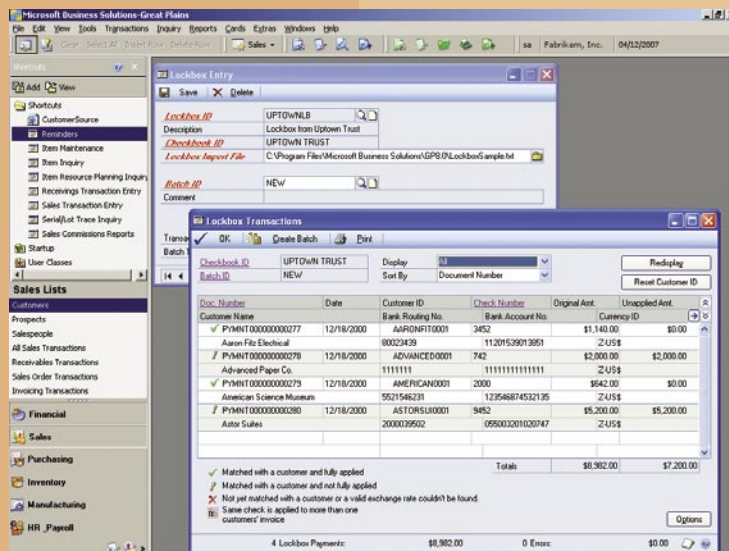 Microsoft Business Solutions-Great Plains
File Edit View Tools Transactions Inquiry Reports Cards Extras Windows Help
Clear Select All Insert Row Delete Row Sales sa Fabrikam, Inc. 04/12/2007
Shortcuts
Add View
Shortcuts
CustomerSource
Reminders
Item Maintenance
Item Inquiry
Item Resource Planning Inquiry
Receivings Transaction Entry
Sales Transaction Entry
Serial/Lot Trace Inquiry
Sales Commissions Reports
Startup
User Classes
Sales Lists
Customers
Prospects
Salespeople
All Sales Transactions
Receivables Transactions
Sales Order Transactions
Invoicing Transactions
Financial
Sales
Purchasing
Inventory
Manufacturing
HR_Payroll
Lockbox Entry
Save Delete
Lockbox ID UPTOWNLB
Description Lockbox from Uptown Trust
Checkbook ID UPTOWN TRUST
Lockbox Import File C:\Program Files\Microsoft Business Solutions\GP8.0\LockboxSample.txt
Batch ID NEW
Comment
Transa
Batch T
Lockbox Transactions
OK Create Batch Print
Checkbook ID UPTOWN TRUST Display All Redisplay
Batch ID NEW Sort By Document Number Reset Customer ID
Doc. Number Date Customer ID Check Number Original Amt. Unapplied Amt.
Customer Name Bank Routing No. Bank Account No. Currency ID
PYMNT00000000277 12/18/2000 AARONFIT0001 3452 $1,140.00 $0.00
Aaron Fitz Electrical 80023439 11201539013851 Z-US$
PYMNT00000000278 12/18/2000 ADVANCED0001 742 $2,000.00 $2,000.00
Advanced Paper Co. 1111111 11111111111111 Z-US$
PYMNT00000000279 12/18/2000 AMERICAN0001 2000 $642.00 $0.00
American Science Museum 5521546231 123546874532135 Z-US$
PYMNT00000000280 12/18/2000 ASTORSUI0001 9452 $5,200.00 $5,200.00
Astor Suites 2000039502 055003201020747 Z-US$
Totals $8,982.00 $7,200.00
Matched with a customer and fully applied
Matched with a customer and not fully applied
Not yet matched with a customer or a valid exchange rate couldn't be found.
Same check is applied to more than one
customers' invoice
Options
4 Lockbox Payments: $8,982.00 0 Errors: $0.00